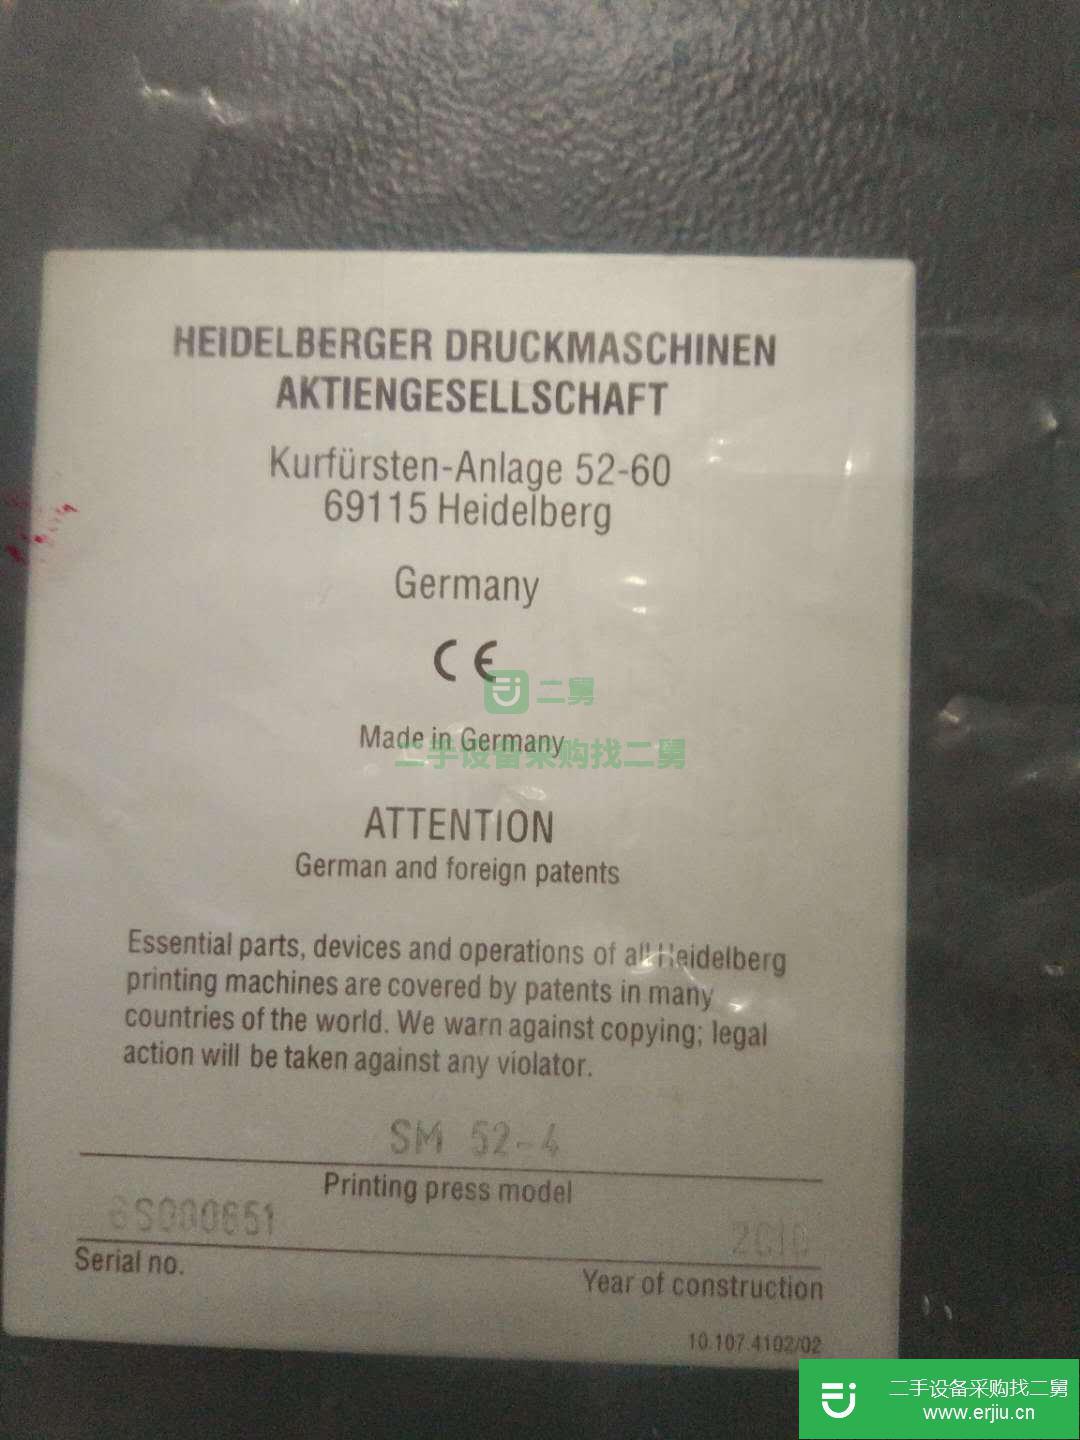 HEIDELBERGER DRUCKMASCHINEN
AKTIENGESELLSCHAFT
Kurfürsten-Anlage 52-60
69115 Heidelberg
Germany
CE
二舅
Made in Germany
二手设备采购找二舅
ATTENTION
German and foreign patents
Essential parts, devices and operations of all Heidelberg
printing machines are covered by patents in many
countries of the world. We warn against copying; legal
action will be taken against any violator.
SM 52-4
Printing press model
2010
Serial no.
Year of construction
10.107.4102/02
二手设备采购找二舅
www.erjiu.cn